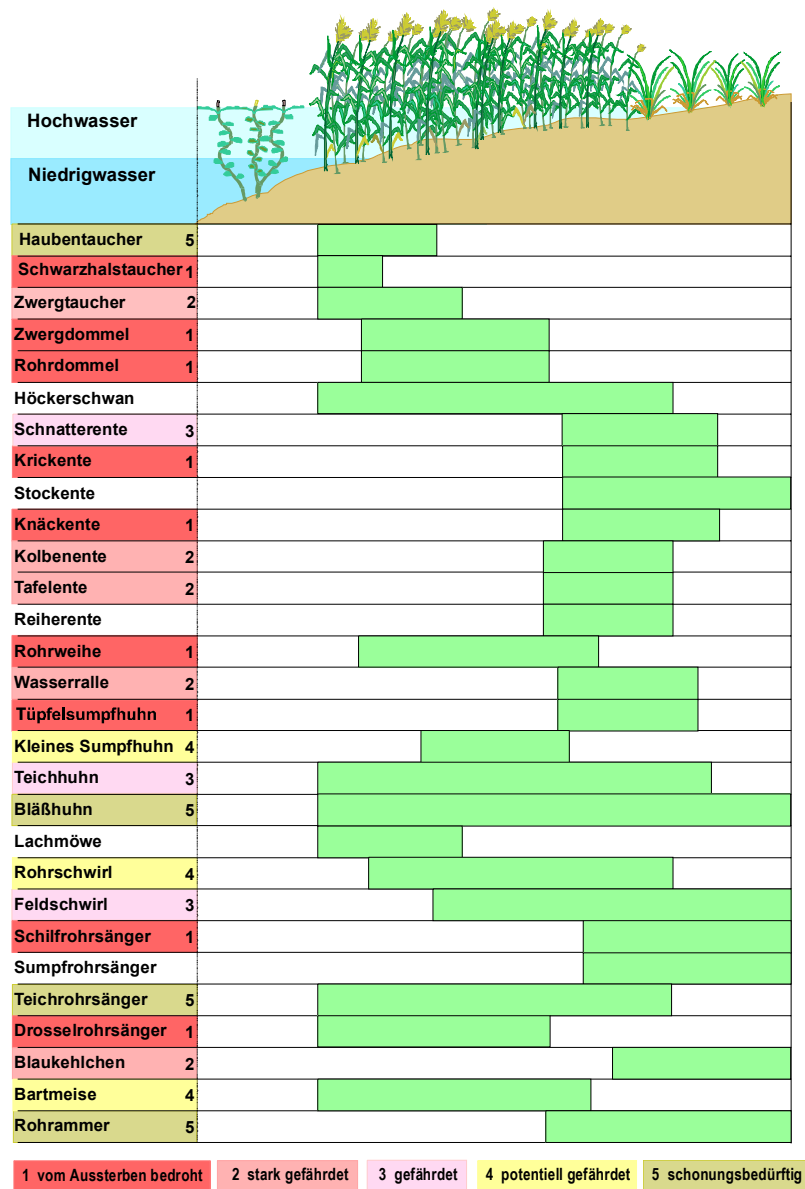 Hochwasser
Niedrigwasser
Haubentaucher 5
Schwarzhalstaucher 1
Zwergtaucher 2
Zwergdommel 1
Rohrdommel 1
Höckerschwan
Schnatterente 3
Krickente 1
Stockente
Knäckente 1
Kolbenente 2
Tafelente 2
Reiherente
Rohrweihe 1
Wasserralle 2
Tüpfelsumpfhuhn 1
Kleines Sumpfhuhn 4
Teichhuhn 3
Bläßhuhn 5
Lachmöwe
Rohrschwirl 4
Feldschwirl 3
Schilfrohrsänger 1
Sumpfrohrsänger
Teichrohrsänger 5
Drosselrohrsänger 1
Blaukehlchen 2
Bartmeise 4
Rohrammer 5
1 vom Aussterben bedroht 2 stark gefährdet 3 gefährdet 4 potentiell gefährdet 5 schonungsbedürftig